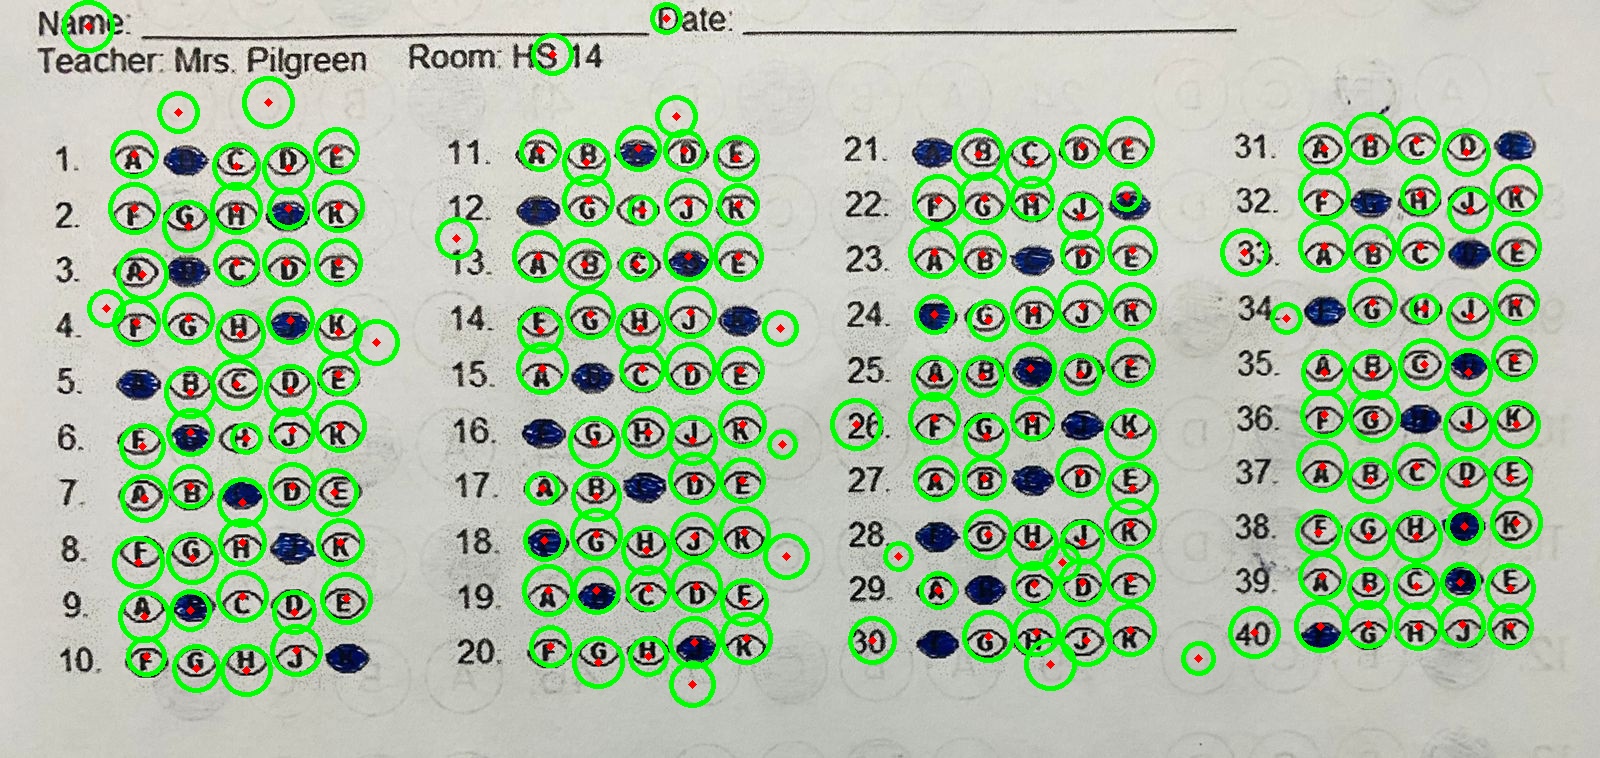 Name: Date:
Teacher: Mrs. Pilgreen Room: HS 14
1. A C D E
2. F G H K
3. A C D E
4. F G H K
5. B C D E
6. F H J K
7. A B D E
8. F G H K
9. A C D E
10. F G H J
11. A B D E
12. G H J K
13. A B C E
14. F G H J
15. A C D E
16. G H J K
17. A B D E
18. G H J K
19. A C D E
20. F G H K
21. B C D E
22. F G H J
23. A B D E
24. G H J K
25. A B D E
26. F G H K
27. A B D E
28. G H J K
29. A C D E
30 G H J K
31. A B C D
32. F H J K
33. A B C E
34. G H J K
35. A B C E
36. F G J K
37. A B C D E
38. F G H K
39. A B C E
40 G H J K